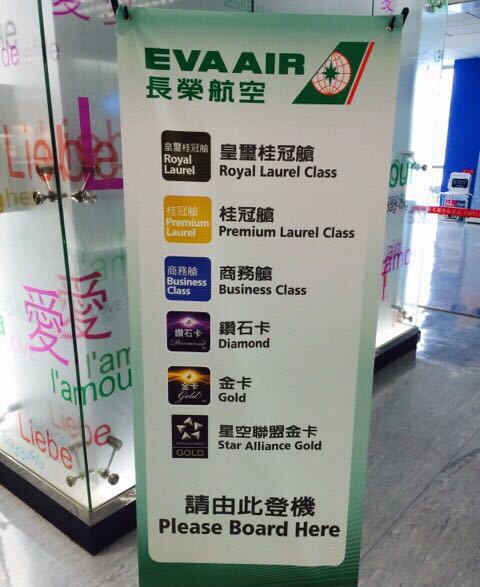 EVA AIR
長榮航空
皇璽桂冠艙
Royal
Laurel
皇璽桂冠艙
Royal Laurel Class
桂冠艙
Premium
Laurel
桂冠艙
Premium Laurel Class
商務艙
Business
Class
商務艙
Business Class
鑽石卡
Diamond
鑽石卡
Diamond
金卡
Gold
金卡
Gold
STAR ALLIANCE
GOLD
星空聯盟金卡
Star Alliance Gold
請由此登機
Please Board Here
Liebe
愛
愛
l'amour
Liebe